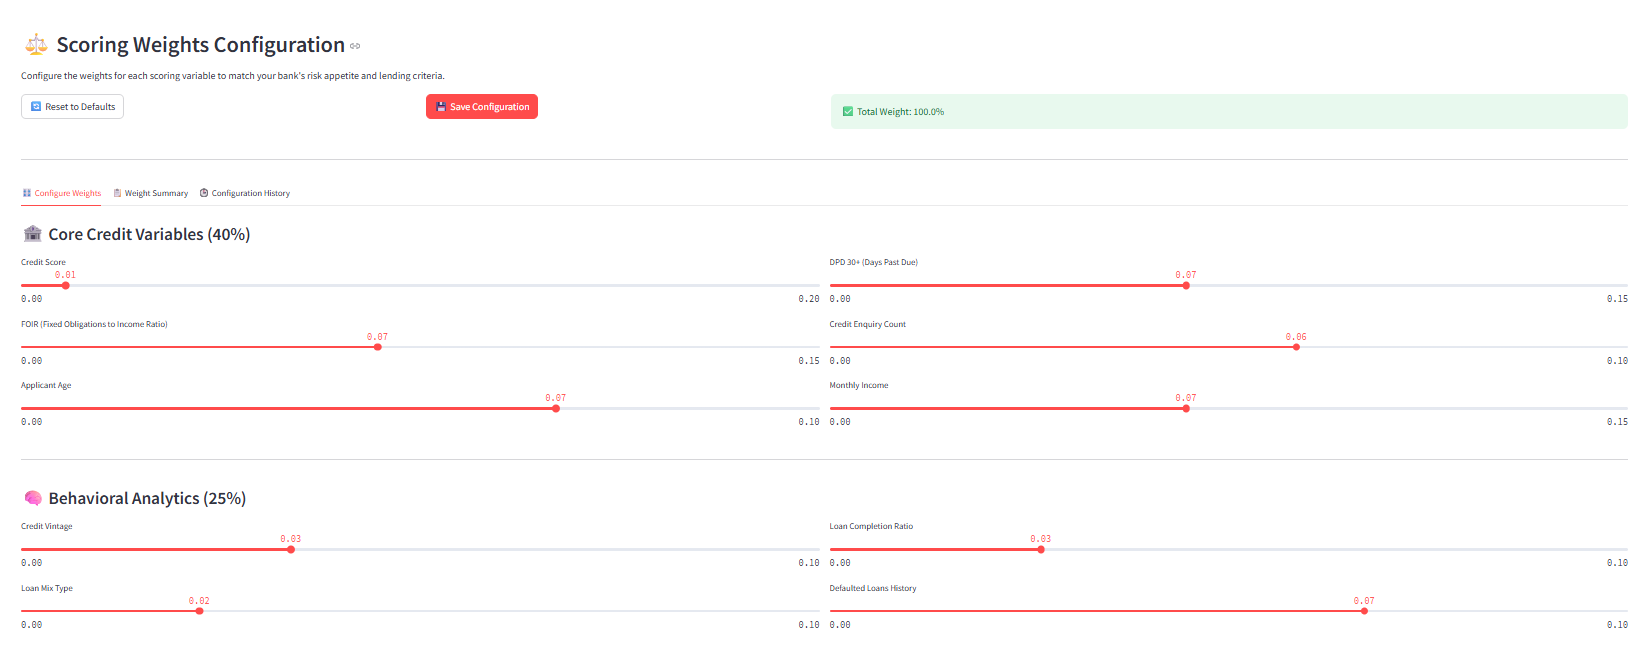 Scoring Weights Configuration
Configure the weights for each scoring variable to match your bank's risk appetite and lending criteria.
Reset to Defaults
Save Configuration
Total Weight: 100.0%
Configure Weights Weight Summary Configuration History
Core Credit Variables (40%)
Credit Score
0.01
0.00 0.20
DPD 30+ (Days Past Due)
0.07
0.00 0.15
FOIR (Fixed Obligations to Income Ratio)
0.07
0.00 0.15
Credit Enquiry Count
0.06
0.00 0.10
Applicant Age
0.07
0.00 0.10
Monthly Income
0.07
0.00 0.15
Behavioral Analytics (25%)
Credit Vintage
0.03
0.00 0.10
Loan Completion Ratio
0.03
0.00 0.10
Loan Mix Type
0.02
0.00 0.10
Defaulted Loans History
0.07
0.00 0.10